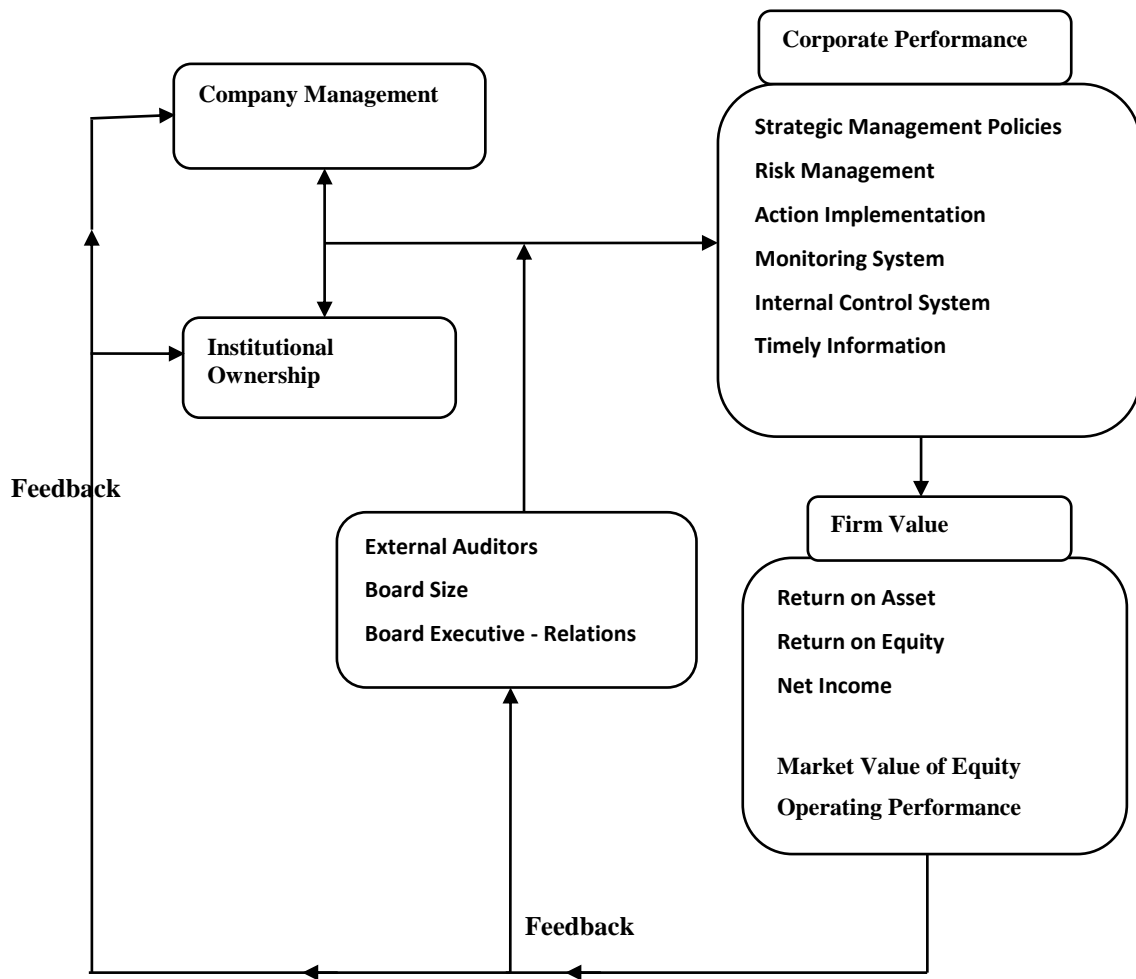 Corporate Performance
Company Management
Strategic Management Policies
Risk Management
Action Implementation
Monitoring System
Internal Control System
Timely Information
Institutional
Ownership
Feedback
Firm Value
External Auditors
Board Size
Board Executive - Relations
Return on Asset
Return on Equity
Net Income
Market Value of Equity
Operating Performance
Feedback